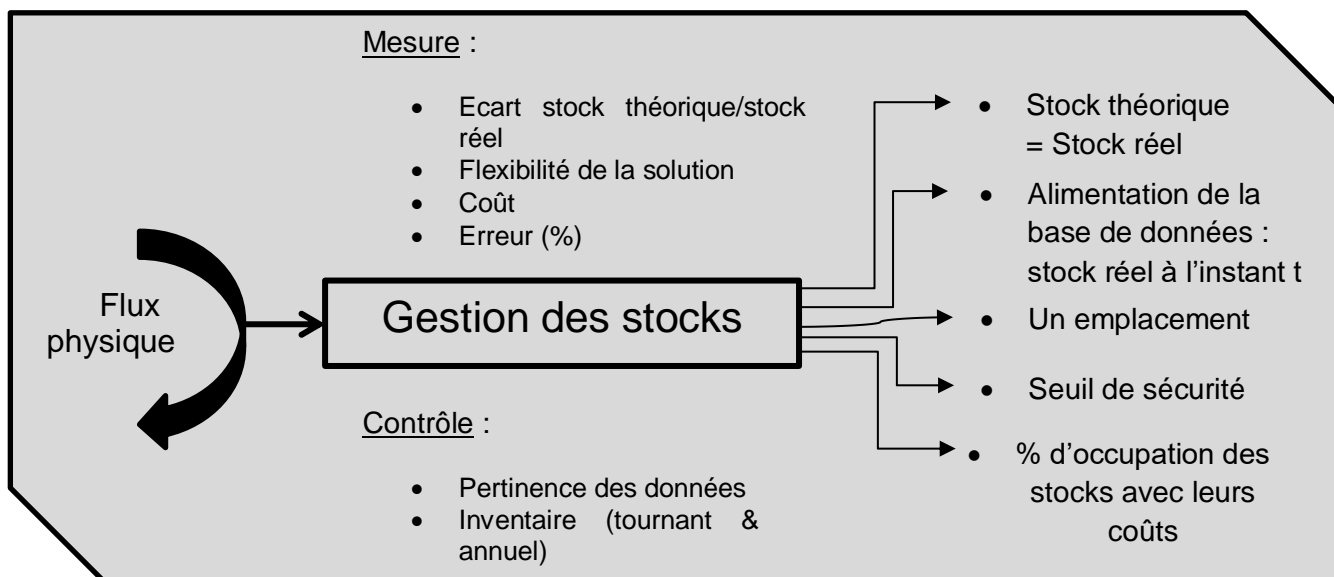 Mesure :
• Ecart stock théorique/stock
réel
• Flexibilité de la solution
• Coût
• Erreur (%)
Flux
physique
Gestion des stocks
Contrôle :
• Pertinence des données
• Inventaire (tournant &
annuel)
• Stock théorique
= Stock réel
• Alimentation de la
base de données :
stock réel à l’instant t
• Un emplacement
• Seuil de sécurité
• % d’occupation des
stocks avec leurs
coûts